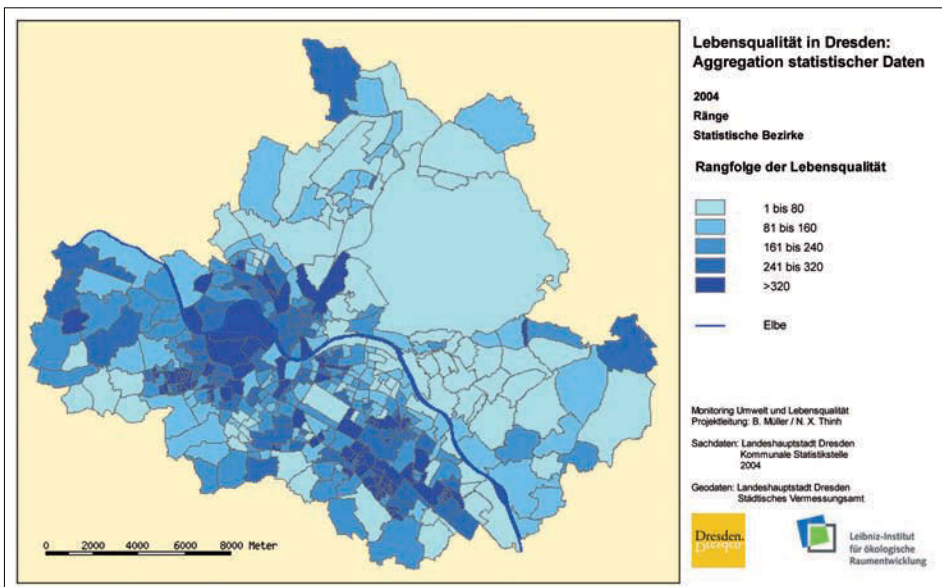 Lebensqualität in Dresden:
Aggregation statistischer Daten
2004
Ränge
Statistische Bezirke
Rangfolge der Lebensqualität
1 bis 80
81 bis 160
161 bis 240
241 bis 320
>320
Elbe
Monitoring Umwelt und Lebensqualität
Projektleitung: B. Müller / N. X. Thinh
Sachdaten: Landeshauptstadt Dresden
Kommunale Statistikstelle
2004
Geodaten: Landeshauptstadt Dresden
Städtisches Vermessungsamt
0 2000 4000 6000 8000 Meter
Dresden.
Dresden
Leibniz-Institut
für ökologische
Raumentwicklung